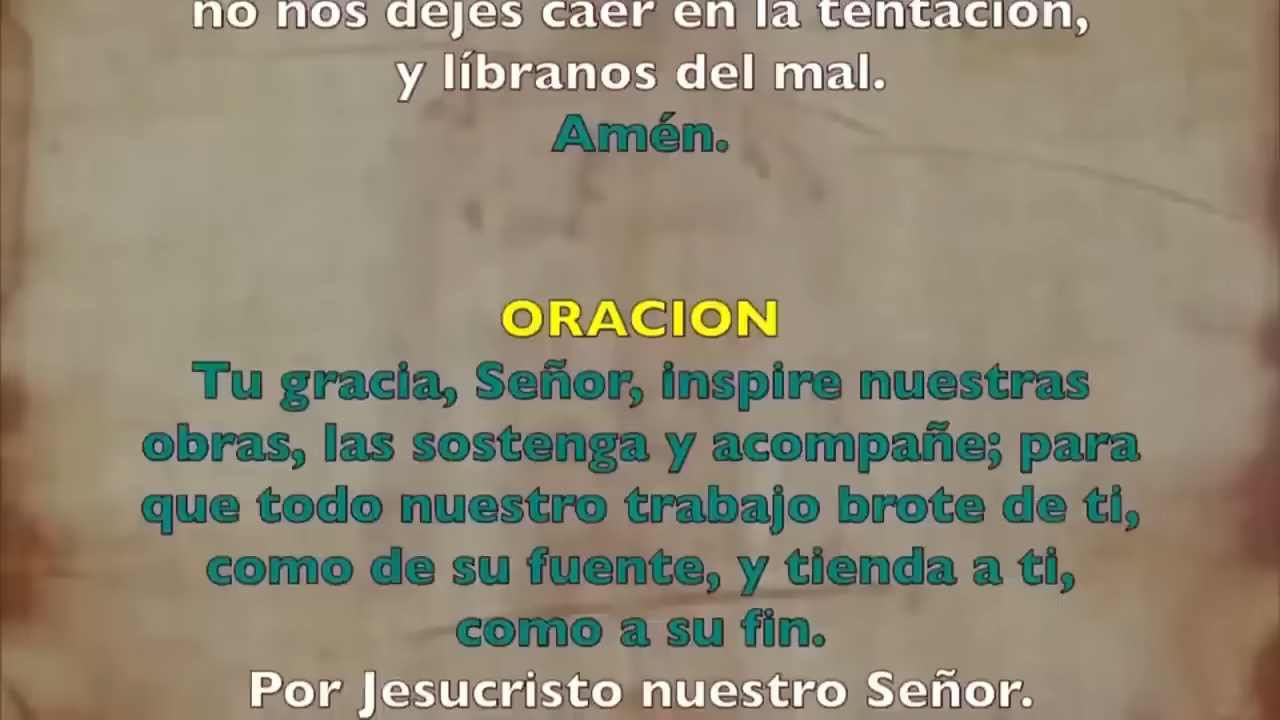 no nos dejes caer en la tentación,
y líbranos del mal.
Amén.
ORACION
Tu gracia, Señor, inspire nuestras
obras, las sostenga y acompañe; para
que todo nuestro trabajo brote de ti,
como de su fuente, y tienda a ti,
como a su fin.
Por Jesucristo nuestro Señor.